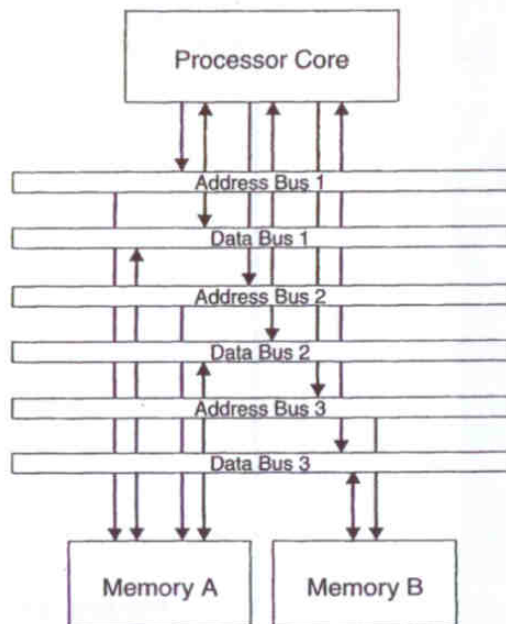 Processor Core
Address Bus 1
Data Bus 1
Address Bus 2
Data Bus 2
Address Bus 3
Data Bus 3
Memory A
Memory B